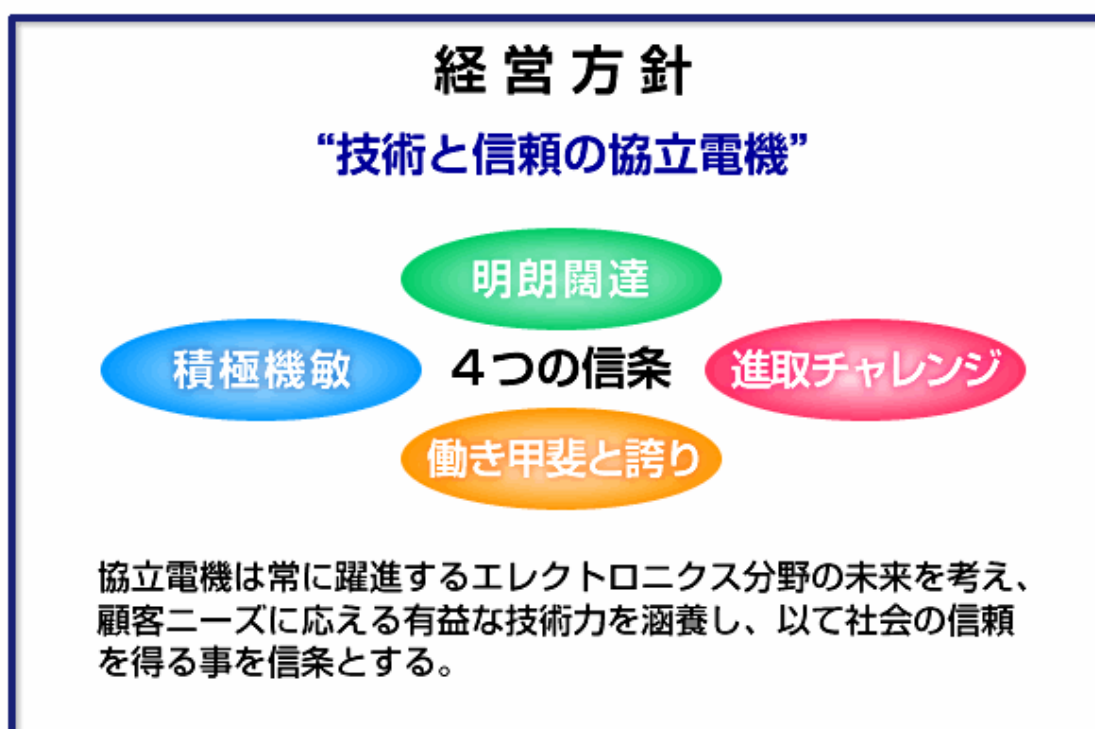 経営方針
“技術と信頼の協立電機”
明朗闊達
積極機敏
４つの信条
進取チャレンジ
働き甲斐と誇り
協立電機は常に躍進するエレクトロニクス分野の未来を考え、
顧客ニーズに応える有益な技術力を涵養し、以て社会の信頼
を得る事を信条とする。